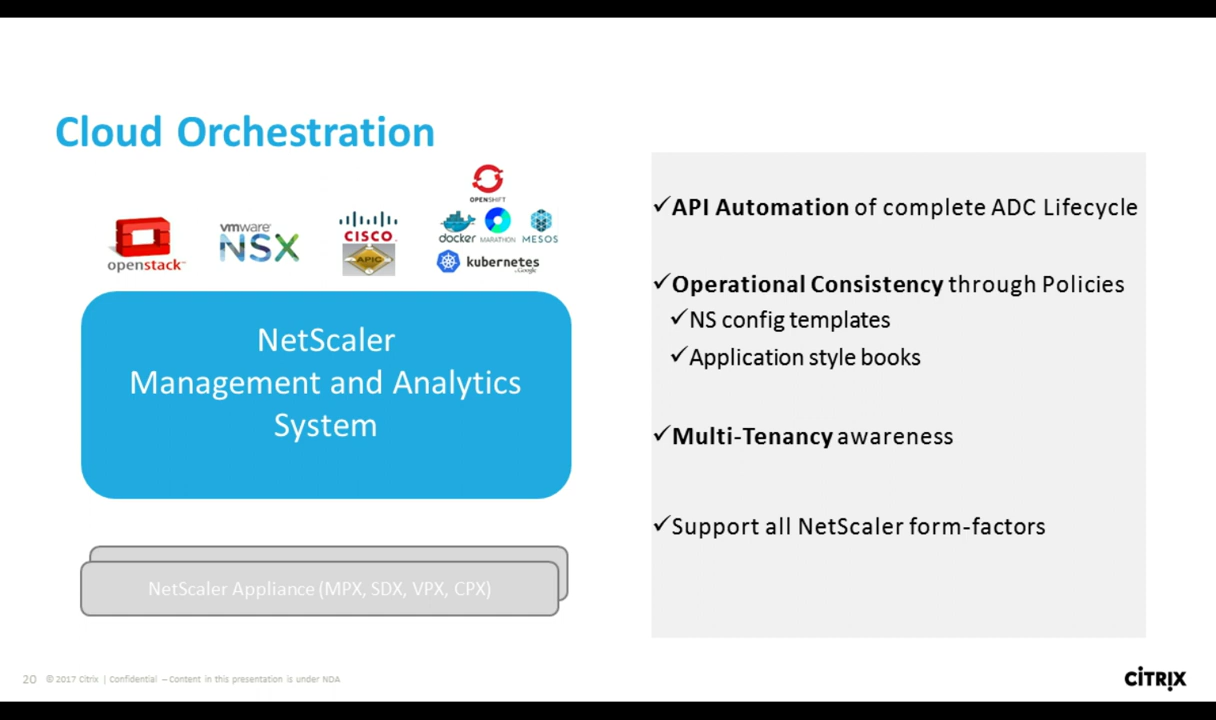 Cloud Orchestration
openstack™
vmware®
NSX
CISCO
APIC
OPENSHIFT
docker
MARATHON
MESOS
kubernetes
by Google
NetScaler
Management and Analytics
System
NetScaler Appliance (MPX, SDX, VPX, CPX)
✓API Automation of complete ADC Lifecycle
✓Operational Consistency through Policies
✓NS config templates
✓Application style books
✓Multi-Tenancy awareness
✓Support all NetScaler form-factors
20 © 2017 Citrix | Confidential – Content in this presentation is under NDA
CITRIX